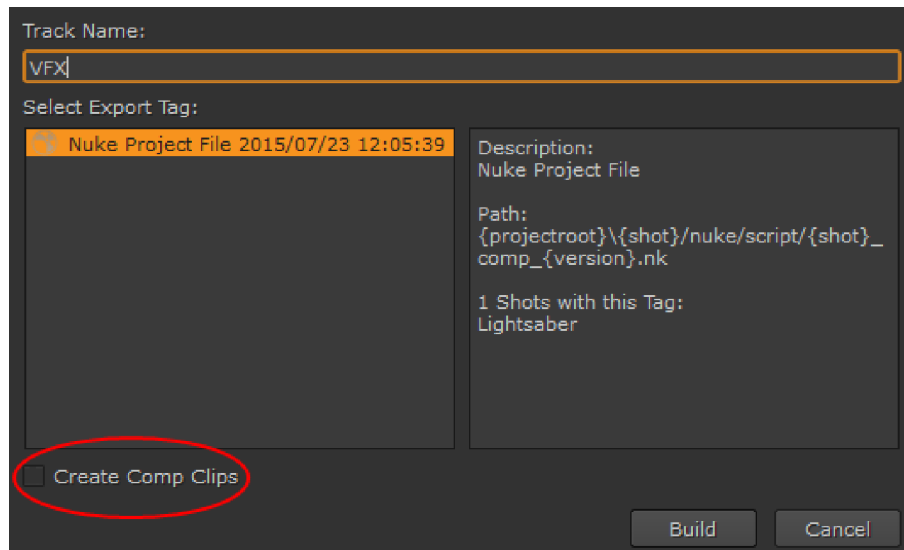 Track Name:
VFX
Select Export Tag:
Nuke Project File 2015/07/23 12:05:39
Description:
Nuke Project File
Path:
{projectroot}\{shot}/nuke/script/{shot}_
comp_{version}.nk
1 Shots with this Tag:
Lightsaber
Create Comp Clips
Build
Cancel